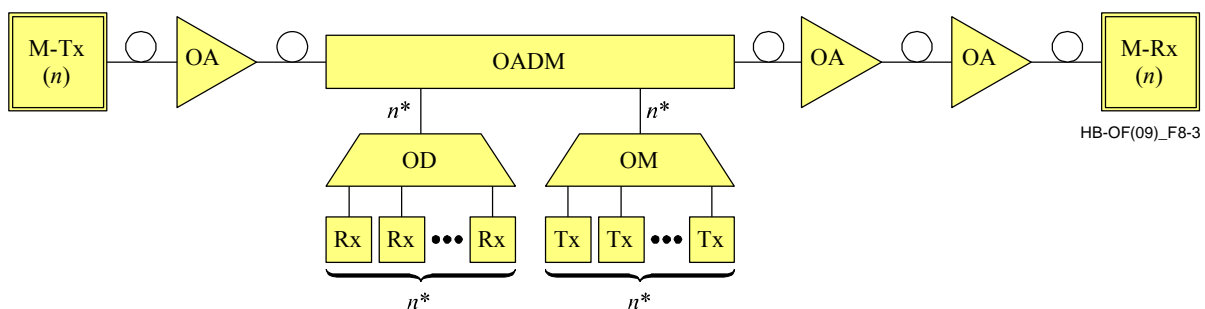 M-Tx
(n)
OA
OADM
OA
OA
M-Rx
(n)
HB-OF(09)_F8-3
n*
n*
OD
OM
Rx
Rx
•••
Rx
Tx
Tx
•••
Tx
n*
n*